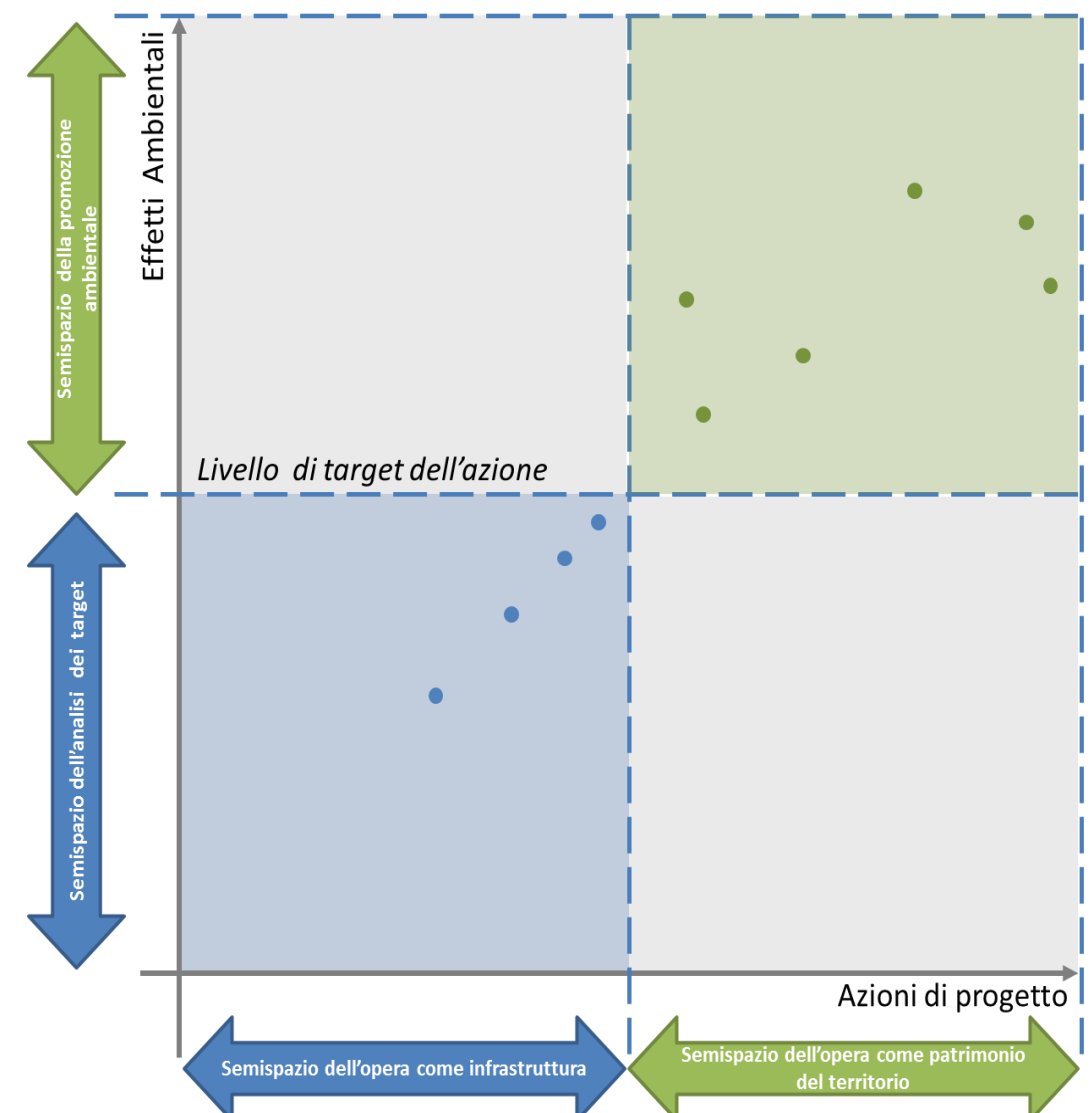 Effetti Ambientali
Semispazio della promozione
ambientale
Livello di target dell'azione
Semispazio dell'analisi dei target
Azioni di progetto
Semispazio dell'opera come infrastruttura
Semispazio dell'opera come patrimonio
del territorio